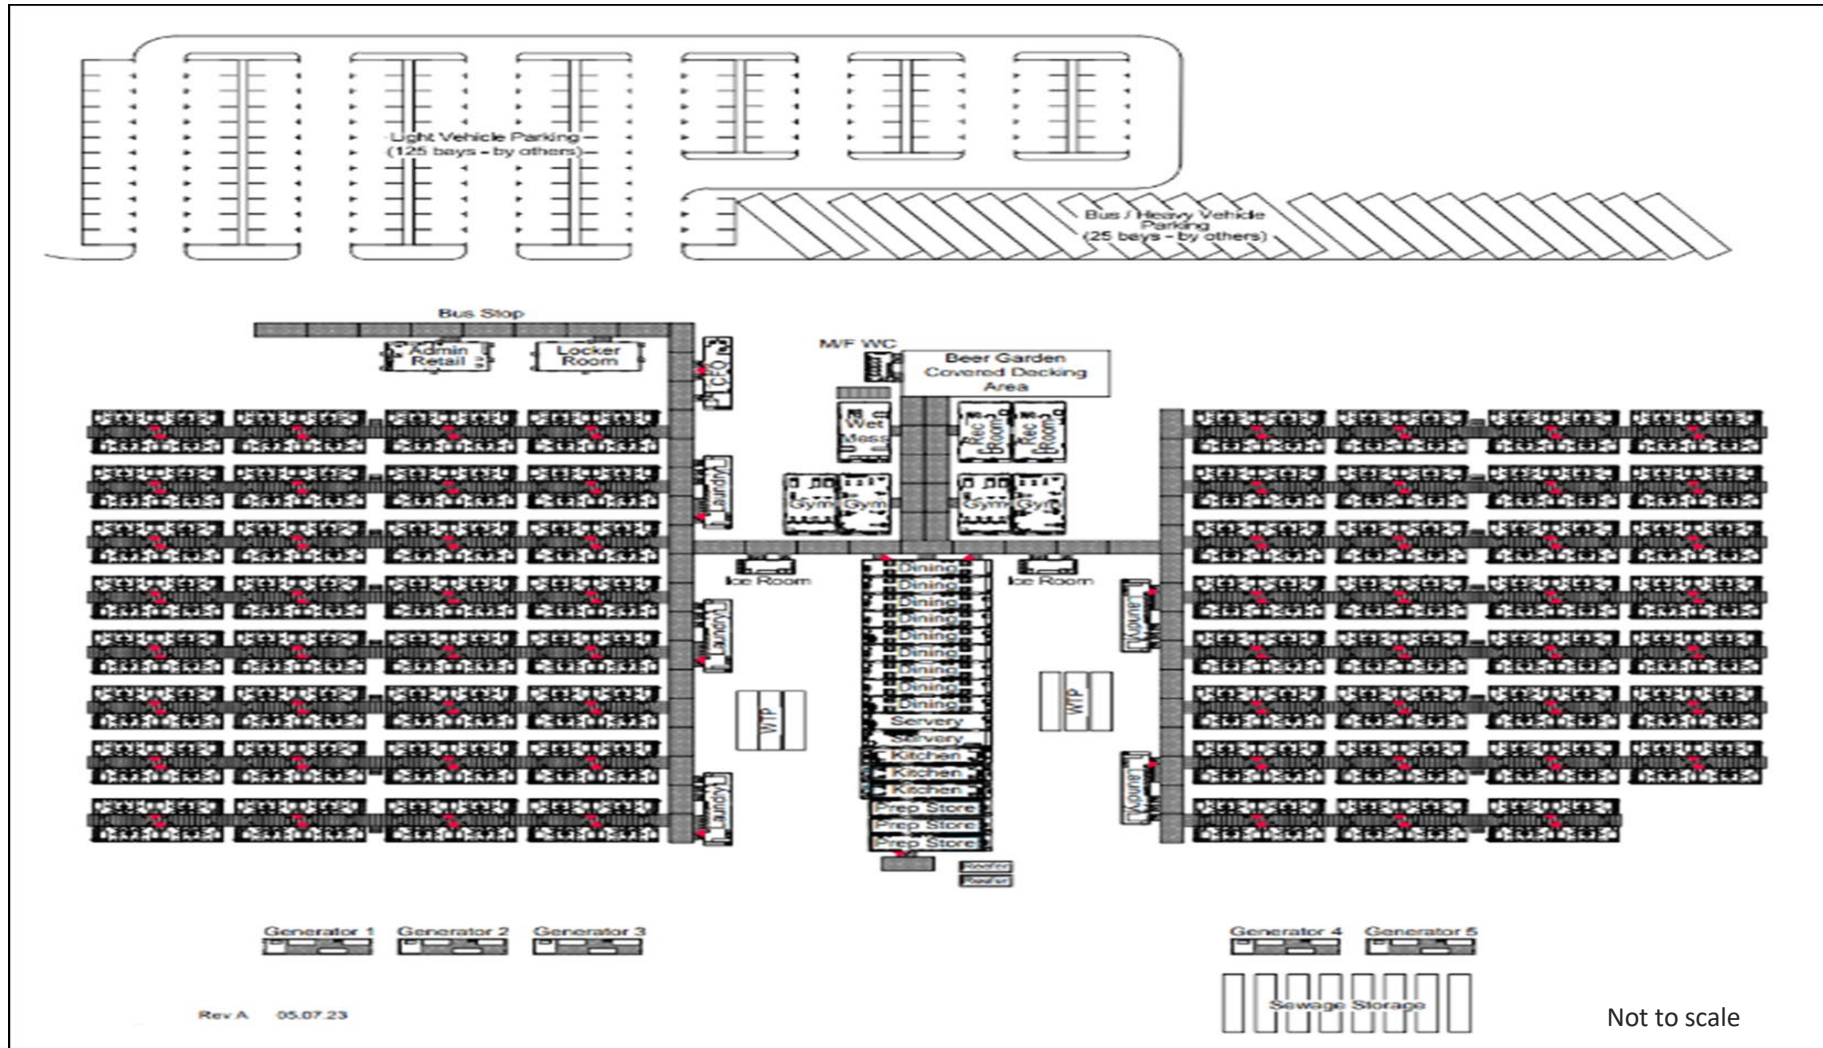 Light Vehicle Parking
(125 bays - by others)
Bus / Heavy Vehicle
Parking
(25 bays - by others)
Bus Stop
Admin
Retail
Locker
Room
CFO
M/F WC
Beer Garden
Covered Decking
Area
Wet
Mess
Rec
Room
Rec
Room
Laundry
Gym
Gym
Gym
Gym
Ice Room
Ice Room
Dining
Dining
Dining
Dining
Dining
Dining
Dining
Dining
Dining
Servery
Servery
Kitchen
Kitchen
Kitchen
Prep Store
Prep Store
Prep Store
Laundry
Laundry
WTP
WTP
Laundry
Laundry
Reefer
Reefer
Generator 1
Generator 2
Generator 3
Generator 4
Generator 5
Sewage Storage
Rev A 05.07.23
Not to scale